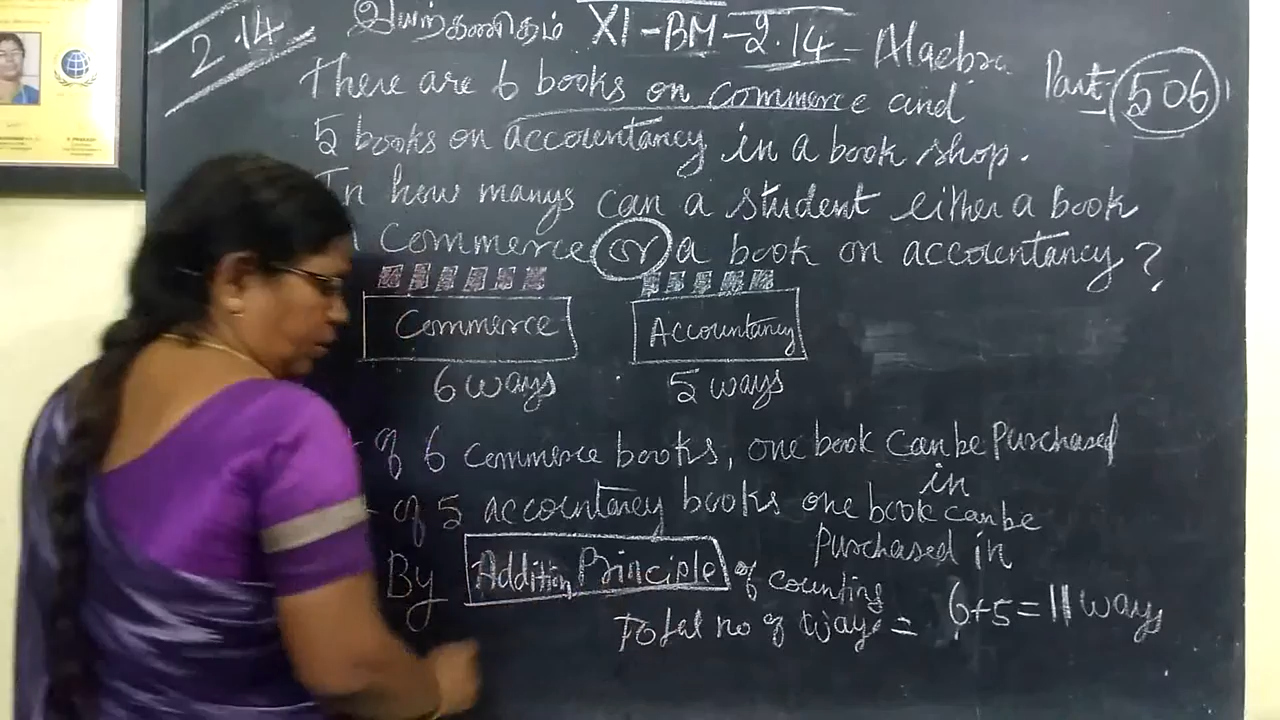 2.14
இயற்கணிதம் XI-BM-2.14-Algebra
Part 506
There are 6 books on commerce and
5 books on accountancy in a book shop.
In how manys can a student either a book
commerce or a book on accountancy?
Commerce
Accountancy
6 ways
5 ways
of 6 commerce books, one book can be Purchased
in
of 5 accountancy books one book can be
Purchased in
By Addition Principle of counting
Total no of ways = 6+5=11 ways